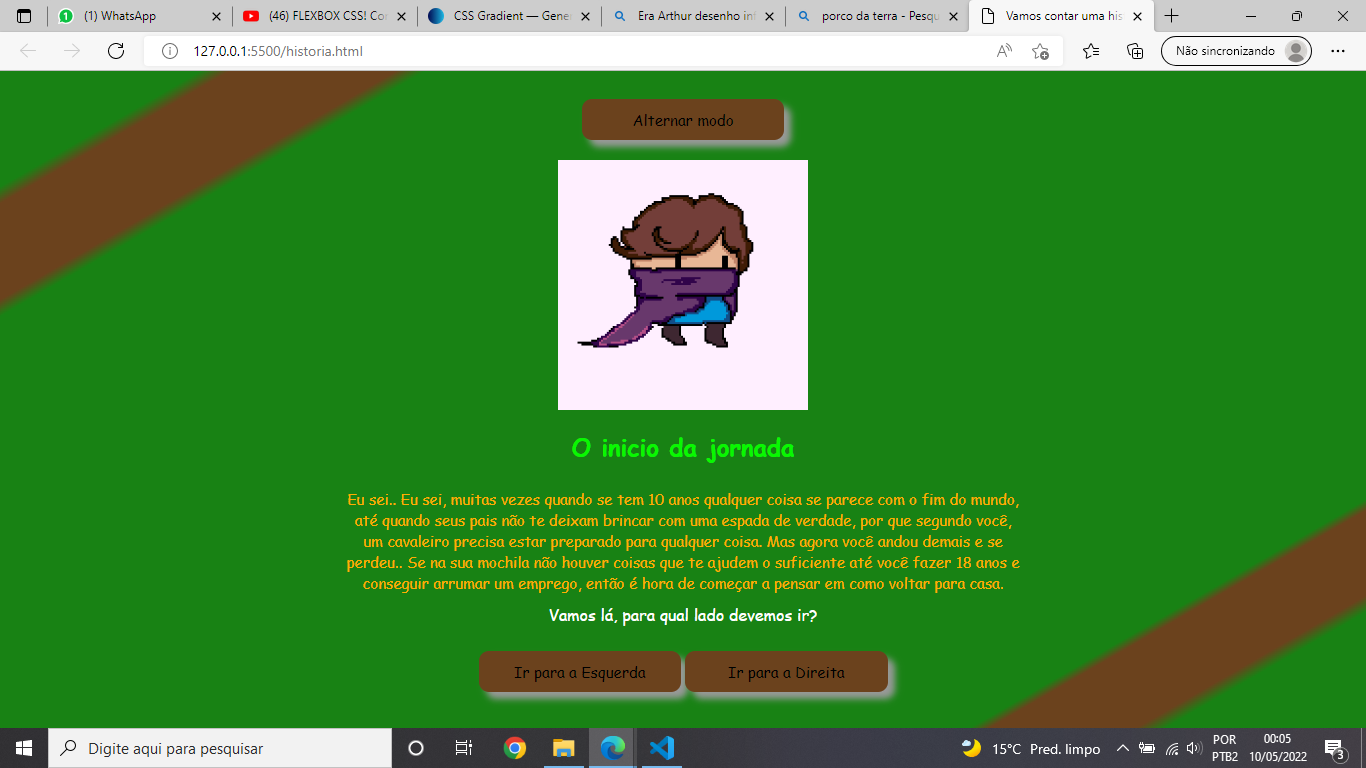 (1) WhatsApp
(46) FLEXBOX CSS! Co
CSS Gradient — Gene
Era Arthur desenho inf
porco da terra - Pesqu
Vamos contar uma his
127.0.0.1:5500/historia.html
Não sincronizando
Alternar modo
O inicio da jornada
Eu sei.. Eu sei, muitas vezes quando se tem 10 anos qualquer coisa se parece com o fim do mundo,
até quando seus pais não te deixam brincar com uma espada de verdade, por que segundo você,
um cavaleiro precisa estar preparado para qualquer coisa. Mas agora você andou demais e se
perdeu.. Se na sua mochila não houver coisas que te ajudem o suficiente até você fazer 18 anos e
conseguir arrumar um emprego, então é hora de começar a pensar em como voltar para casa.
Vamos lá, para qual lado devemos ir?
Ir para a Esquerda
Ir para a Direita
Digite aqui para pesquisar
15°C Pred. limpo
POR
PTB2
00:05
10/05/2022
3